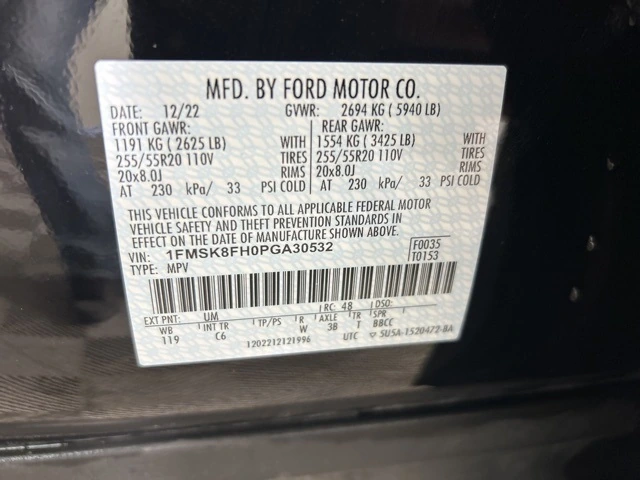 MFD. BY FORD MOTOR CO.
DATE: 12/22 GVWR: 2694 KG ( 5940 LB)
FRONT GAWR: REAR GAWR:
1191 KG ( 2625 LB) WITH 1554 KG ( 3425 LB) WITH
255/55R20 110V TIRES 255/55R20 110V TIRES
20x8.0J RIMS 20x8.0J RIMS
AT 230 kPa/ 33 PSI COLD AT 230 kPa/ 33 PSI COLD
THIS VEHICLE CONFORMS TO ALL APPLICABLE FEDERAL MOTOR
VEHICLE SAFETY AND THEFT PREVENTION STANDARDS IN
EFFECT ON THE DATE OF MANUFACTURE SHOWN ABOVE.
VIN: 1FMSK8FH0PGA30532 F0035
TYPE: MPV T0153
EXT PNT: UM RC: 48 DSO:
WB INT TR TP/PS R AXLE TR SPR
119 C6 W 38 T BBCC
1202212121996 UTC ▽ SU5A-1520472-BA